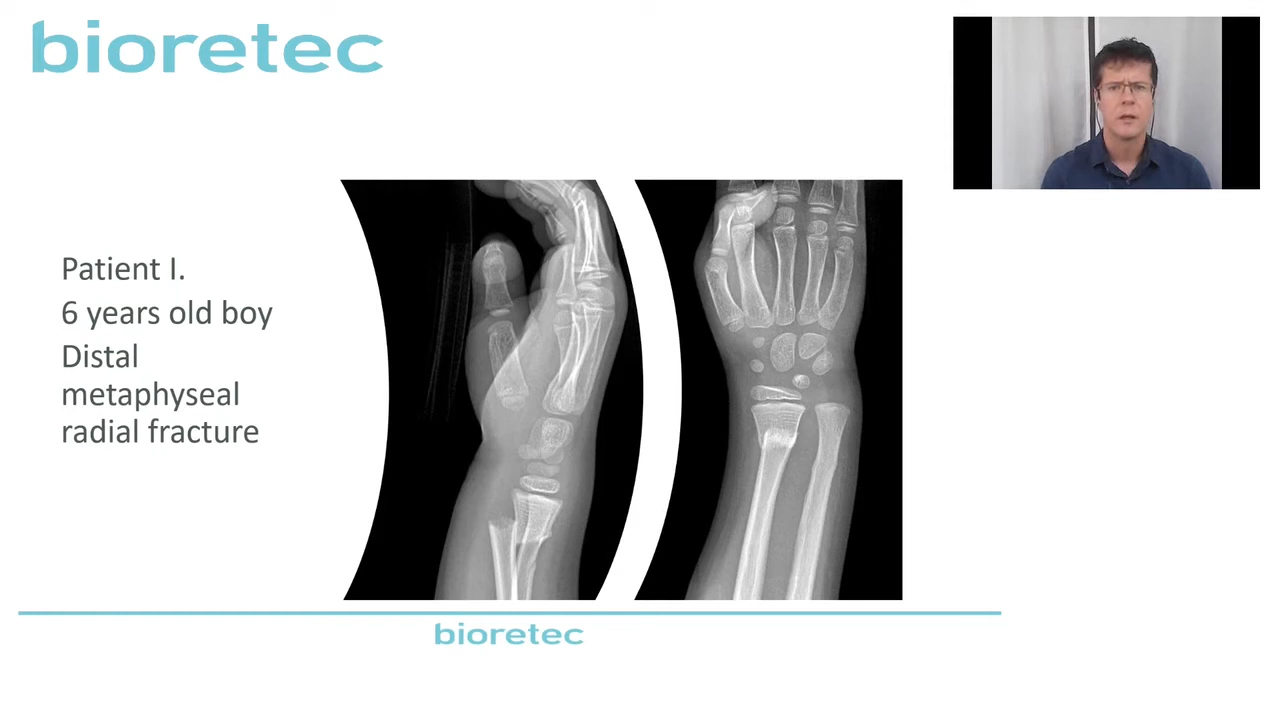 bioretec
Patient I.
6 years old boy
Distal
metaphyseal
radial fracture
bioretec